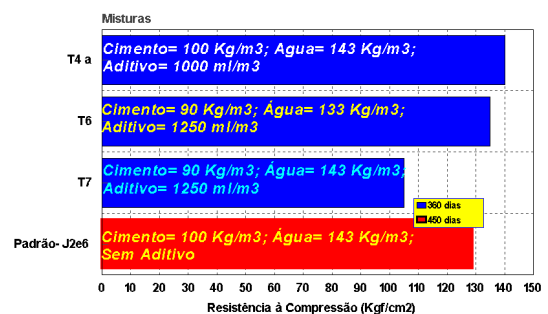 Misturas
T4 a
Cimento= 100 Kg/m3; Água= 143 Kg/m3;
Aditivo= 1000 ml/m3
T6
Cimento= 90 Kg/m3; Água= 133 Kg/m3;
Aditivo= 1250 ml/m3
T7
Cimento= 90 Kg/m3; Água= 143 Kg/m3;
Aditivo= 1250 ml/m3
360 dias
450 dias
Padrão- J2e6
Cimento= 100 Kg/m3; Água= 143 Kg/m3;
Sem Aditivo
0 10 20 30 40 50 60 70 80 90 100 110 120 130 140 150
Resistência à Compressão (Kgf/cm2)